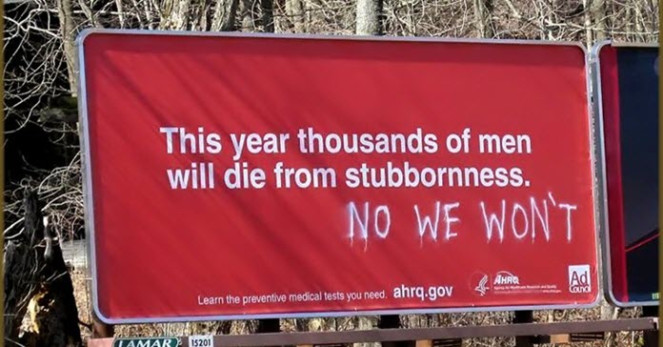 This year thousands of men
will die from stubbornness.
NO WE WON'T
Learn the preventive medical tests you need. ahrq.gov
AHRQ
Ad
Council
LAMAR
15201